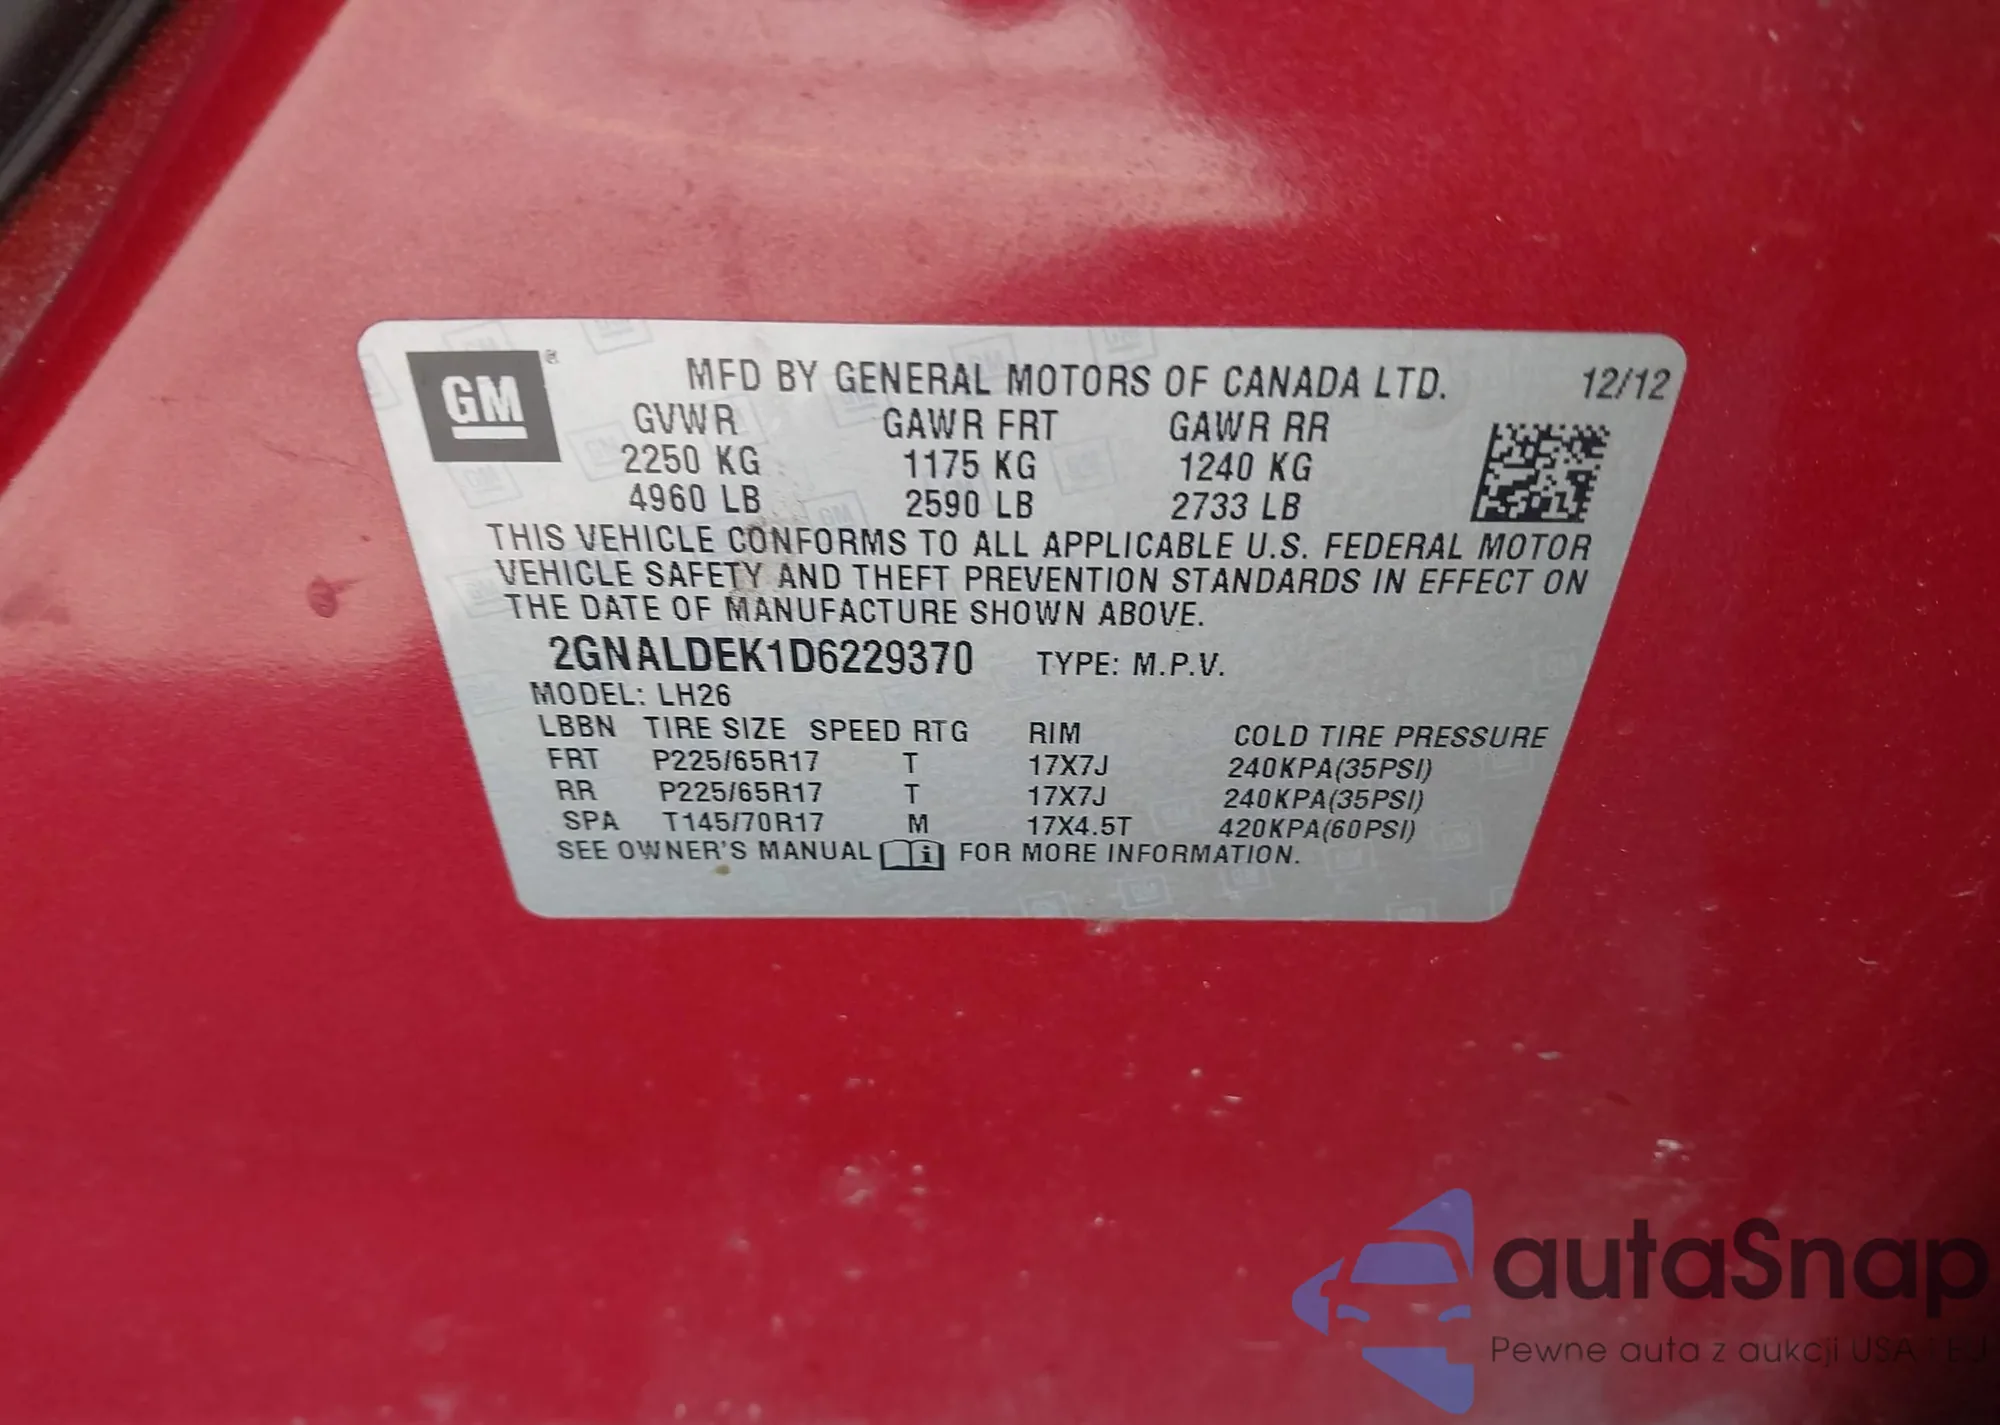 GM ®
MFD BY GENERAL MOTORS OF CANADA LTD. 12/12
GVWR GAWR FRT GAWR RR
2250 KG 1175 KG 1240 KG
4960 LB 2590 LB 2733 LB
THIS VEHICLE CONFORMS TO ALL APPLICABLE U.S. FEDERAL MOTOR
VEHICLE SAFETY AND THEFT PREVENTION STANDARDS IN EFFECT ON
THE DATE OF MANUFACTURE SHOWN ABOVE.
2GNALDEK1D6229370 TYPE: M.P.V.
MODEL: LH26
LBBN TIRE SIZE SPEED RTG RIM COLD TIRE PRESSURE
FRT P225/65R17 T 17X7J 240KPA(35PSI)
RR P225/65R17 T 17X7J 240KPA(35PSI)
SPA T145/70R17 M 17X4.5T 420KPA(60PSI)
SEE OWNER'S MANUAL FOR MORE INFORMATION.
autaSnap
Pewne auta z aukcji USA i EU